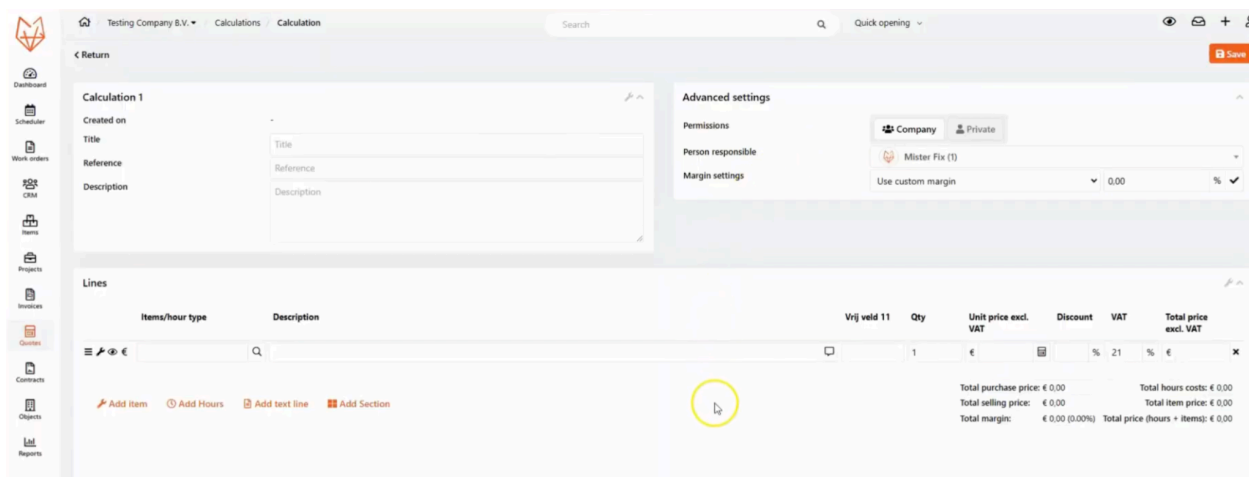 Testing Company B.V. Calculations / Calculation Search Quick opening
Return Save
Dashboard
Scheduler
Work orders
CRM
Items
Projects
Invoices
Quotes
Contracts
Objects
Reports
Calculation 1
Created on -
Title Title
Reference Reference
Description Description
Advanced settings
Permissions Company Private
Person responsible Mister Fix (1)
Margin settings Use custom margin 0.00 %
Lines
Items/hour type Description Vrij veld 11 Qty Unit price excl. VAT Discount VAT Total price excl. VAT
€ 1 € % 21 % €
Add item Add Hours Add text line Add Section
Total purchase price: € 0,00 Total hours costs: € 0,00
Total selling price: € 0,00 Total item price: € 0,00
Total margin: € 0,00 (0.00%) Total price (hours + items): € 0,00